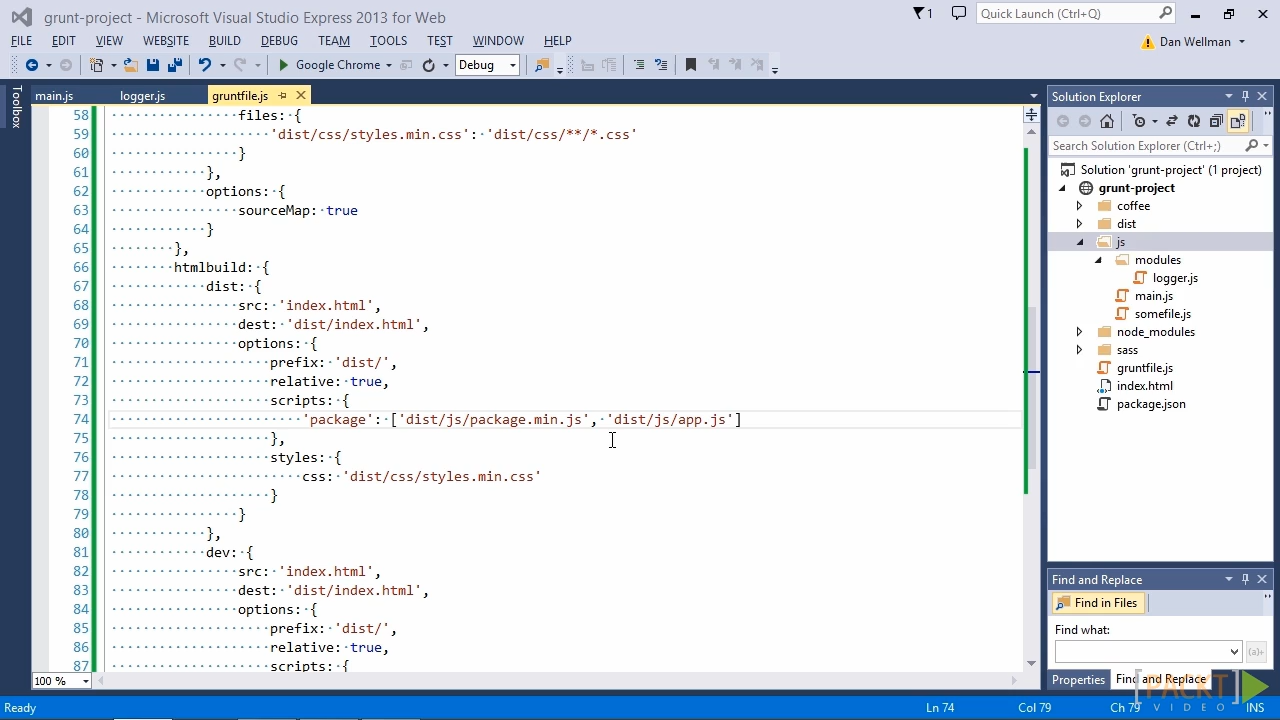 grunt-project - Microsoft Visual Studio Express 2013 for Web
1
Quick Launch (Ctrl+Q)
FILE EDIT VIEW WEBSITE BUILD DEBUG TEAM TOOLS TEST WINDOW HELP
Dan Wellman
Google Chrome
Debug
Toolbox
main.js logger.js gruntfile.js
58 files: {
59 'dist/css/styles.min.css': 'dist/css/**/*.css'
60 }
61 },
62 options: {
63 sourceMap: true
64 }
65 },
66 htmlbuild: {
67 dist: {
68 src: 'index.html',
69 dest: 'dist/index.html',
70 options: {
71 prefix: 'dist/',
72 relative: true,
73 scripts: {
74 'package': ['dist/js/package.min.js', 'dist/js/app.js']
75 },
76 styles: {
77 css: 'dist/css/styles.min.css'
78 }
79 }
80 },
81 dev: {
82 src: 'index.html',
83 dest: 'dist/index.html',
84 options: {
85 prefix: 'dist/',
86 relative: true,
87 scripts: {
100 %
Solution Explorer
Search Solution Explorer (Ctrl+;)
Solution 'grunt-project' (1 project)
grunt-project
coffee
dist
js
modules
logger.js
main.js
somefile.js
node_modules
sass
gruntfile.js
index.html
package.json
Find and Replace
Find in Files
Find what:
(a)+
Properties Find and Replace
[PACKT]
VIDEO
Ready Ln 74 Col 79 Ch 79 INS